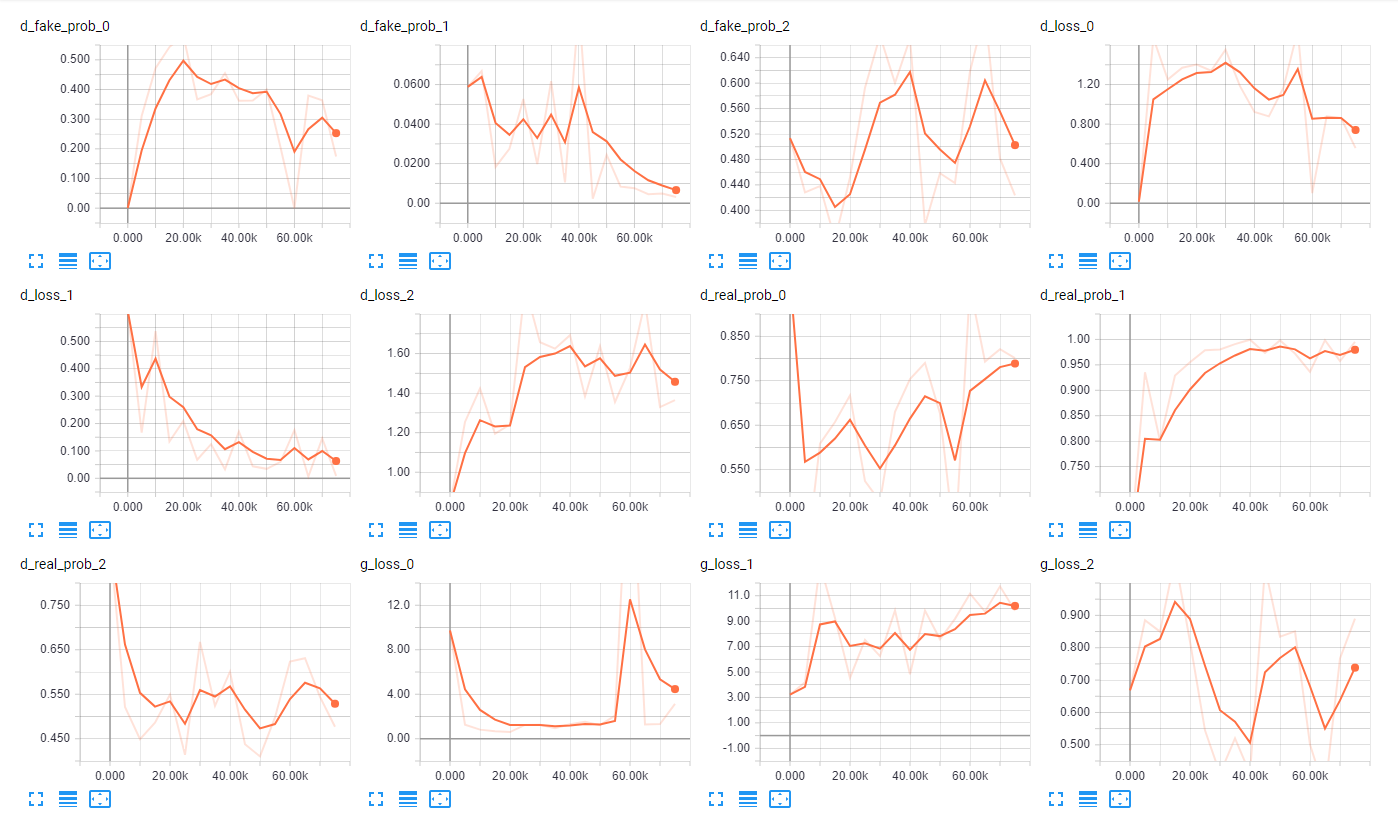 d_fake_prob_0 d_fake_prob_1 d_fake_prob_2 d_loss_0
0.500 0.400 0.300 0.200 0.100 0.00
0.000 20.00k 40.00k 60.00k
0.0600 0.0400 0.0200 0.00
0.000 20.00k 40.00k 60.00k
0.640 0.600 0.560 0.520 0.480 0.440 0.400
0.000 20.00k 40.00k 60.00k
1.20 0.800 0.400 0.00
0.000 20.00k 40.00k 60.00k
d_loss_1 d_loss_2 d_real_prob_0 d_real_prob_1
0.500 0.400 0.300 0.200 0.100 0.00
0.000 20.00k 40.00k 60.00k
1.60 1.40 1.20 1.00
0.000 20.00k 40.00k 60.00k
0.850 0.750 0.650 0.550
0.000 20.00k 40.00k 60.00k
1.00 0.950 0.900 0.850 0.800 0.750
0.000 20.00k 40.00k 60.00k
d_real_prob_2 g_loss_0 g_loss_1 g_loss_2
0.750 0.650 0.550 0.450
0.000 20.00k 40.00k 60.00k
12.0 8.00 4.00 0.00
0.000 20.00k 40.00k 60.00k
11.0 9.00 7.00 5.00 3.00 1.00 -1.00
0.000 20.00k 40.00k 60.00k
0.900 0.800 0.700 0.600 0.500
0.000 20.00k 40.00k 60.00k